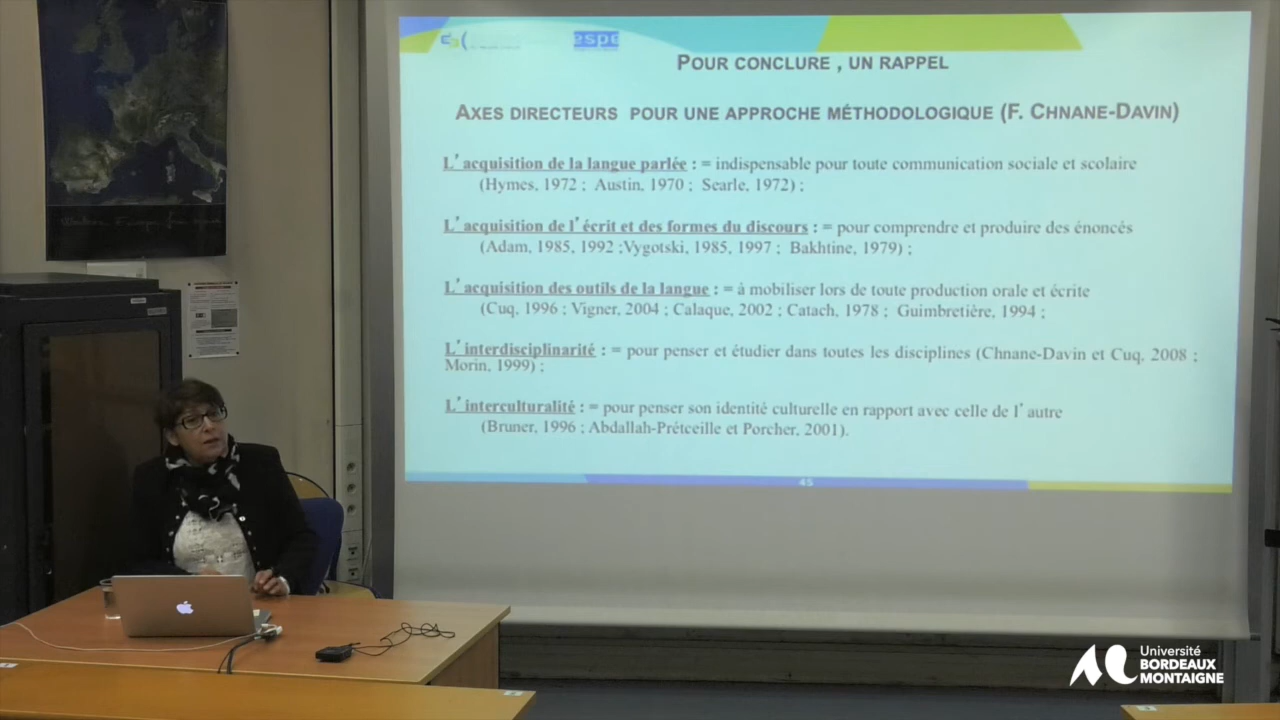 espe
POUR CONCLURE , UN RAPPEL
AXES DIRECTEURS POUR UNE APPROCHE MÉTHODOLOGIQUE (F. CHNANE-DAVIN)
L'acquisition de la langue parlée : = indispensable pour toute communication sociale et scolaire
(Hymes, 1972 ; Austin, 1970 ; Searle, 1972) ;
L'acquisition de l'écrit et des formes du discours : = pour comprendre et produire des énoncés
(Adam, 1985, 1992 ;Vygotski, 1985, 1997 ; Bakhtine, 1979) ;
L'acquisition des outils de la langue : = à mobiliser lors de toute production orale et écrite
(Cuq, 1996 ; Vigner, 2004 ; Calaque, 2002 ; Catach, 1978 ; Guimbretière, 1994 ;
L'interdisciplinarité : = pour penser et étudier dans toutes les disciplines (Chnane-Davin et Cuq, 2008 ;
Morin, 1999) ;
L'interculturalité : = pour penser son identité culturelle en rapport avec celle de l'autre
(Bruner, 1996 ; Abdallah-Prétceille et Porcher, 2001).
45
Université
BORDEAUX
MONTAIGNE